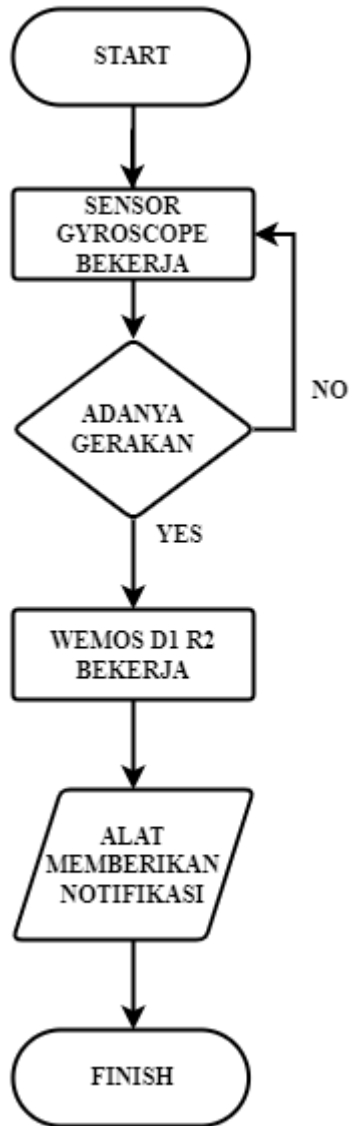 START
SENSOR
GYROSCOPE
BEKERJA
ADANYA
GERAKAN
NO
YES
WEMOS D1 R2
BEKERJA
ALAT
MEMBERIKAN
NOTIFIKASI
FINISH